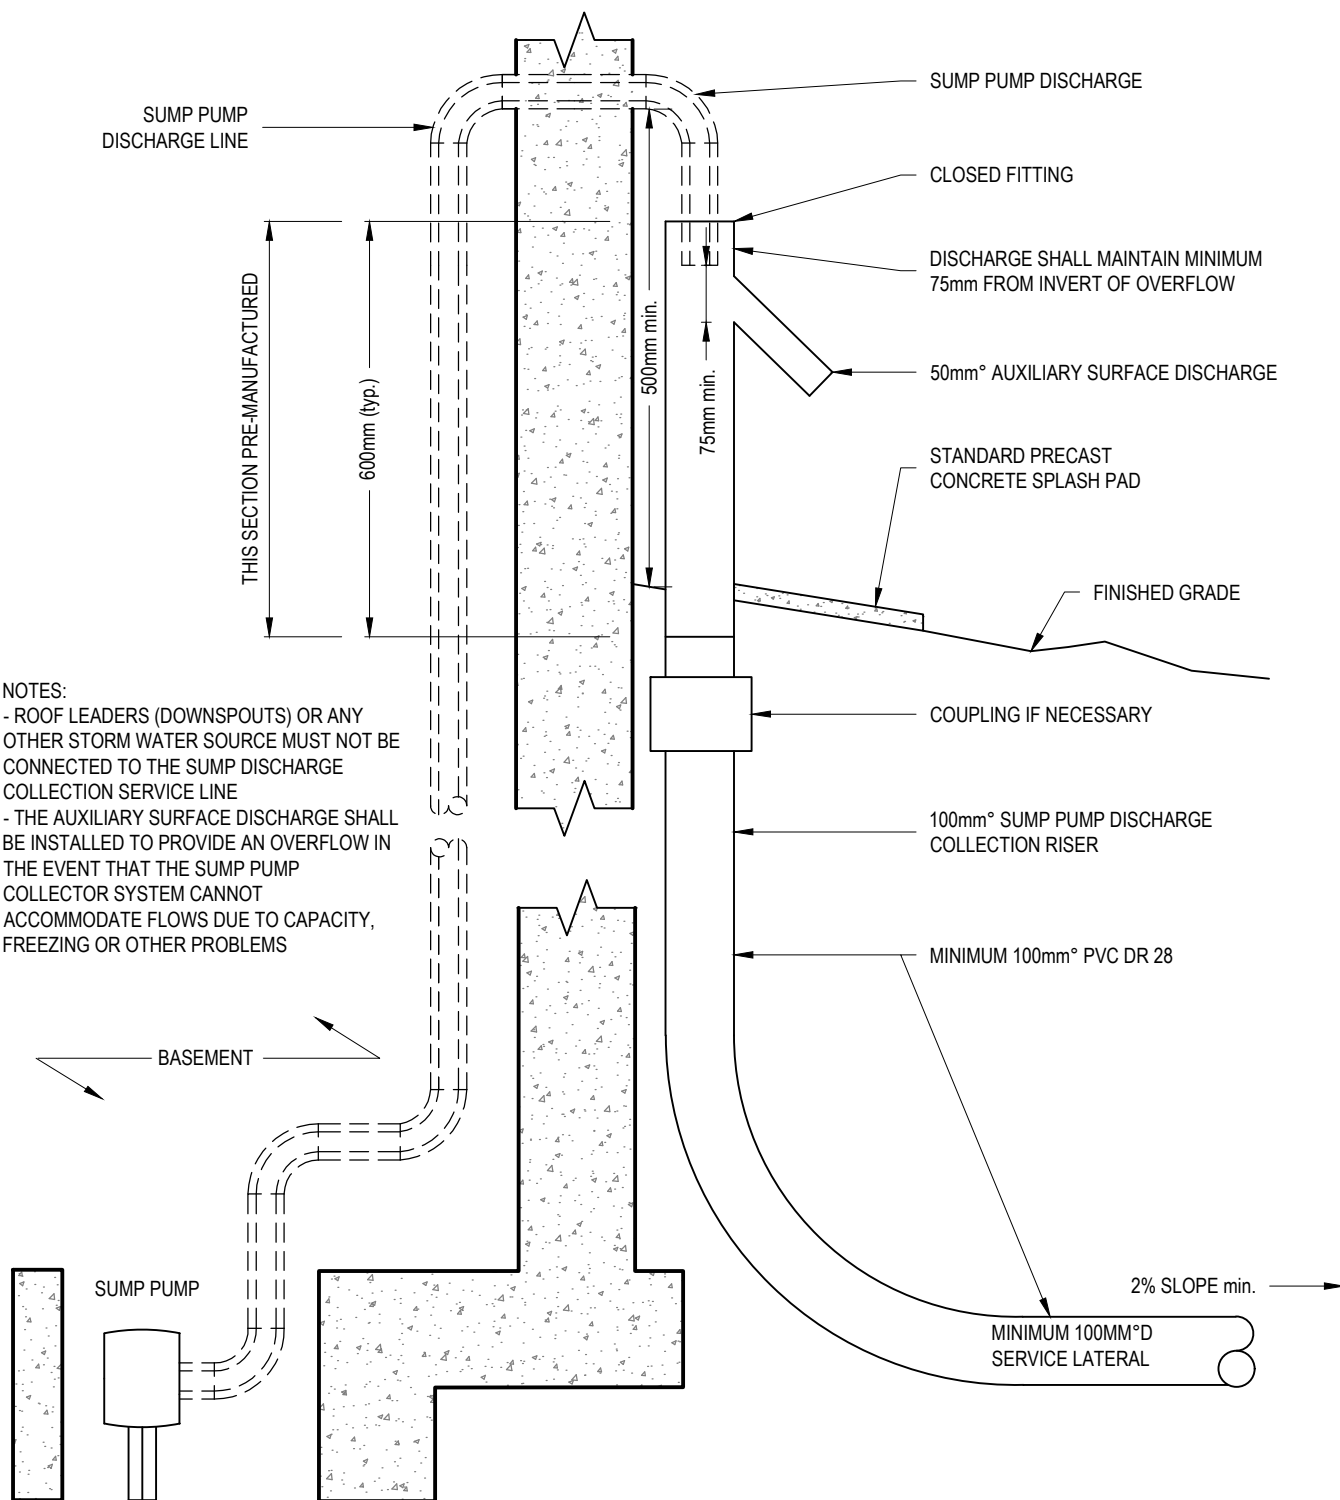 SUMP PUMP
DISCHARGE LINE
SUMP PUMP DISCHARGE
CLOSED FITTING
DISCHARGE SHALL MAINTAIN MINIMUM
75mm FROM INVERT OF OVERFLOW
THIS SECTION PRE-MANUFACTURED
600mm (typ.)
500mm min.
75mm min.
50mm° AUXILIARY SURFACE DISCHARGE
STANDARD PRECAST
CONCRETE SPLASH PAD
FINISHED GRADE
NOTES:
- ROOF LEADERS (DOWNSPOUTS) OR ANY
OTHER STORM WATER SOURCE MUST NOT BE
CONNECTED TO THE SUMP DISCHARGE
COLLECTION SERVICE LINE
- THE AUXILIARY SURFACE DISCHARGE SHALL
BE INSTALLED TO PROVIDE AN OVERFLOW IN
THE EVENT THAT THE SUMP PUMP
COLLECTOR SYSTEM CANNOT
ACCOMMODATE FLOWS DUE TO CAPACITY,
FREEZING OR OTHER PROBLEMS
COUPLING IF NECESSARY
100mm° SUMP PUMP DISCHARGE
COLLECTION RISER
MINIMUM 100mm° PVC DR 28
BASEMENT
SUMP PUMP
2% SLOPE min.
MINIMUM 100MM°D
SERVICE LATERAL